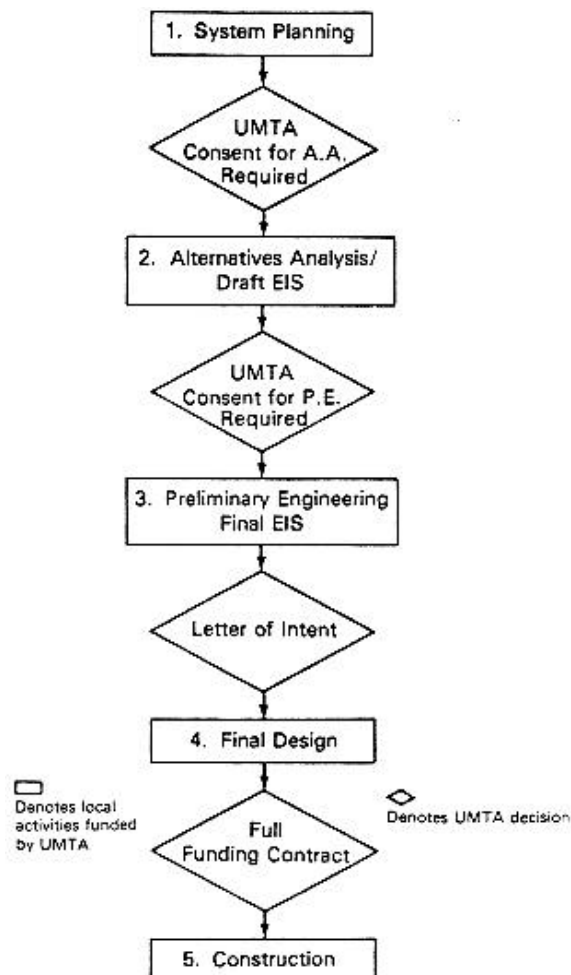 1. System Planning
UMTA
Consent for A.A.
Required
2. Alternatives Analysis/
Draft EIS
UMTA
Consent for P.E.
Required
3. Preliminary Engineering
Final EIS
Letter of Intent
4. Final Design
Denotes local
activities funded
by UMTA
Full
Funding Contract
Denotes UMTA decision
5. Construction